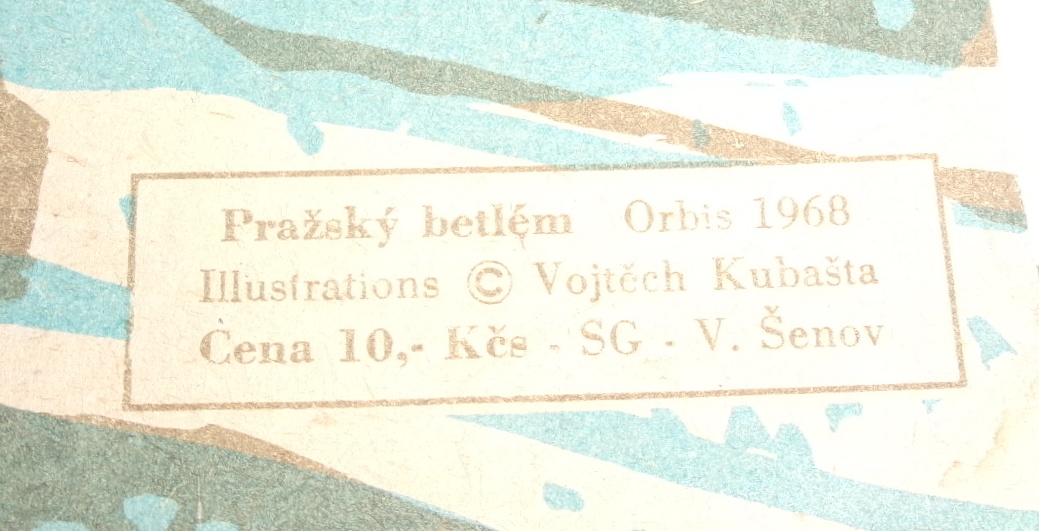 Pražský betlém Orbis 1968
Illustrations © Vojtěch Kubašta
Cena 10,- Kčs - SG - V. Šenov